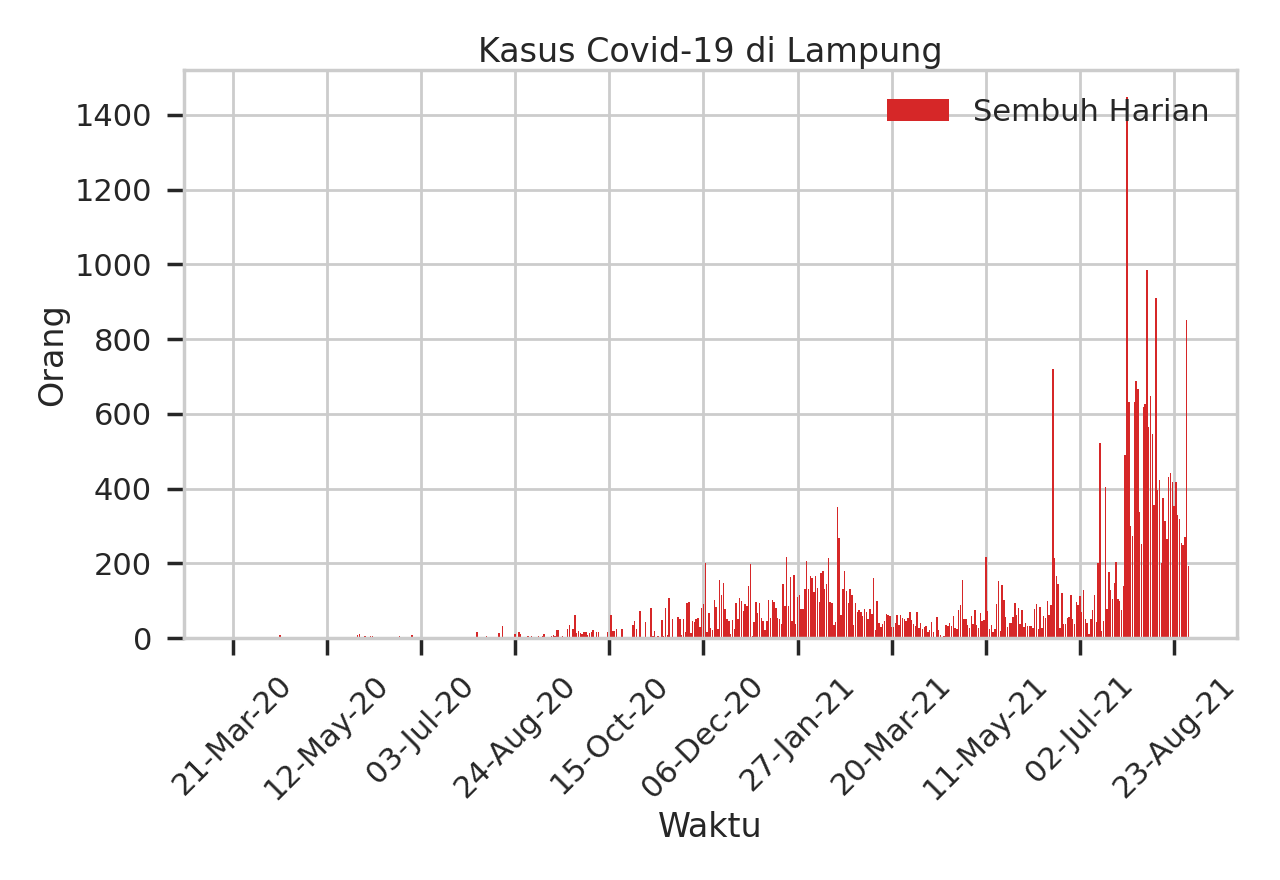 Kasus Covid-19 di Lampung
Sembuh Harian
1400
1200
1000
800
600
400
200
0
Orang
21-Mar-20
12-May-20
03-Jul-20
24-Aug-20
15-Oct-20
06-Dec-20
27-Jan-21
20-Mar-21
11-May-21
02-Jul-21
23-Aug-21
Waktu